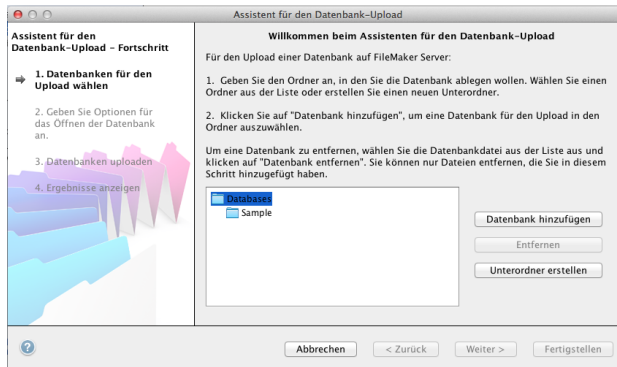 Assistent für den Datenbank-Upload
Assistent für den
Datenbank-Upload – Fortschritt
1. Datenbanken für den
Upload wählen
2. Geben Sie Optionen für
das Öffnen der Datenbank
an.
3. Datenbanken uploaden
4. Ergebnisse anzeigen
Willkommen beim Assistenten für den Datenbank-Upload
Für den Upload einer Datenbank auf FileMaker Server:
1. Geben Sie den Ordner an, in den Sie die Datenbank ablegen wollen. Wählen Sie einen
Ordner aus der Liste oder erstellen Sie einen neuen Unterordner.
2. Klicken Sie auf "Datenbank hinzufügen", um eine Datenbank für den Upload in den
Ordner auszuwählen.
Um eine Datenbank zu entfernen, wählen Sie die Datenbankdatei aus der Liste aus und
klicken auf "Datenbank entfernen". Sie können nur Dateien entfernen, die Sie in diesem
Schritt hinzugefügt haben.
Databases
Sample
Datenbank hinzufügen
Entfernen
Unterordner erstellen
?
Abbrechen
< Zurück
Weiter >
Fertigstellen